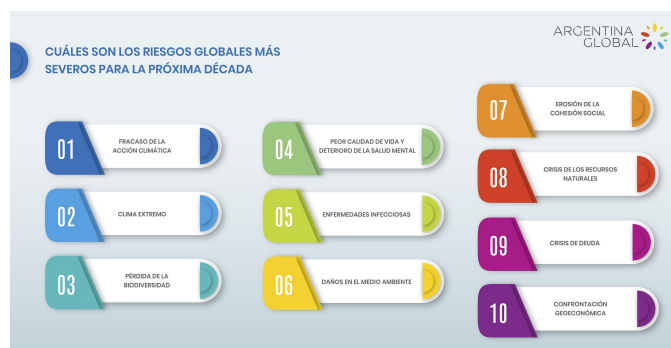 CUÁLES SON LOS RIESGOS GLOBALES MÁS
SEVEROS PARA LA PRÓXIMA DÉCADA
ARGENTINA
GLOBAL
01
FRACASO DE LA
ACCIÓN CLIMÁTICA
02
CLIMA EXTREMO
03
PÉRDIDA DE LA
BIODIVERSIDAD
04
PEOR CALIDAD DE VIDA Y
DETERIORO DE LA SALUD MENTAL
05
ENFERMEDADES INFECCIOSAS
06
DAÑOS EN EL MEDIO AMBIENTE
07
EROSIÓN DE LA
COHESIÓN SOCIAL
08
CRISIS DE LOS RECURSOS
NATURALES
09
CRISIS DE DEUDA
10
CONFRONTACIÓN
GEOECONÓMICA